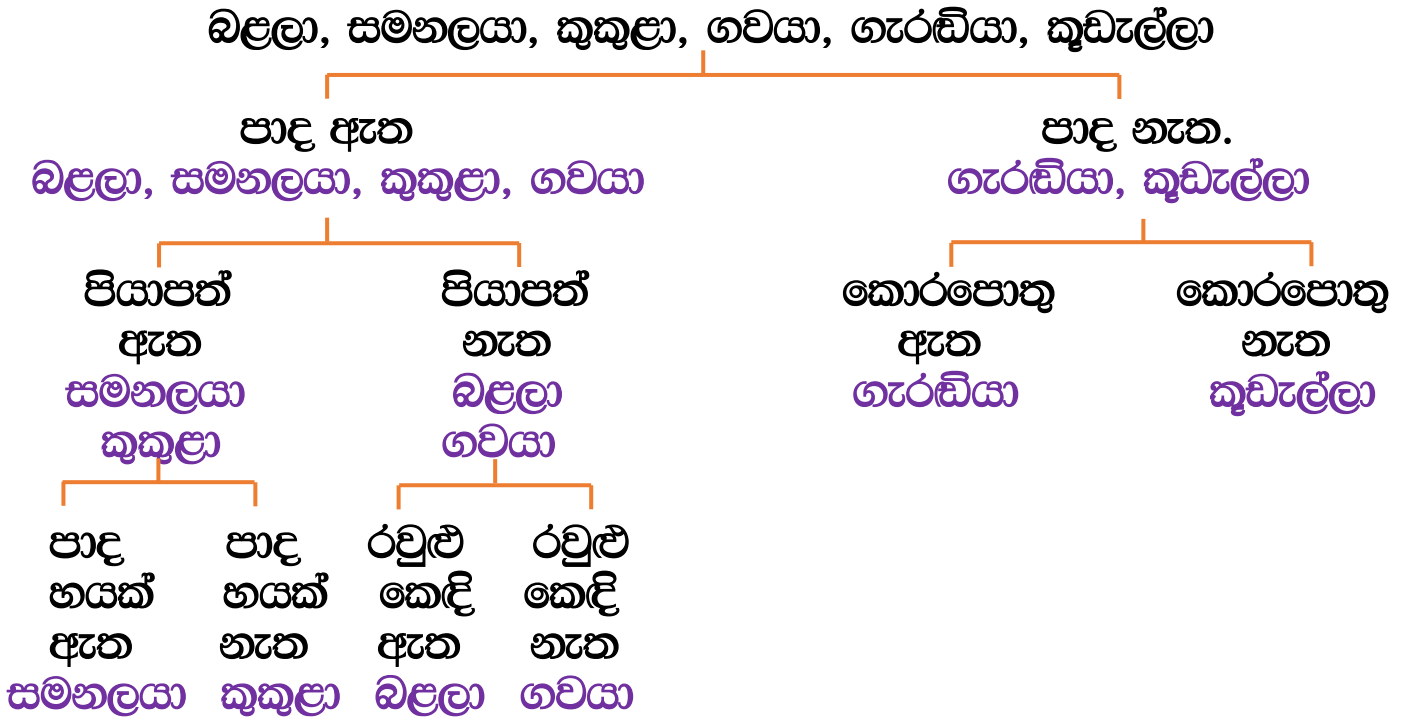 බළලා, සමනලයා, කුකුළා, ගවයා, ගැරඬියා, කූඩැල්ලා
පාද ඇත
බළලා, සමනලයා, කුකුළා, ගවයා
පාද නැත.
ගැරඬියා, කූඩැල්ලා
පියාපත්
ඇත
සමනලයා
කුකුළා
පියාපත්
නැත
බළලා
ගවයා
කොරපොතු
ඇත
ගැරඬියා
කොරපොතු
නැත
කූඩැල්ලා
පාද
හයක්
ඇත
සමනලයා
පාද
හයක්
නැත
කුකුළා
රවුළු
කෙඳි
ඇත
බළලා
රවුළු
කෙඳි
නැත
ගවයා